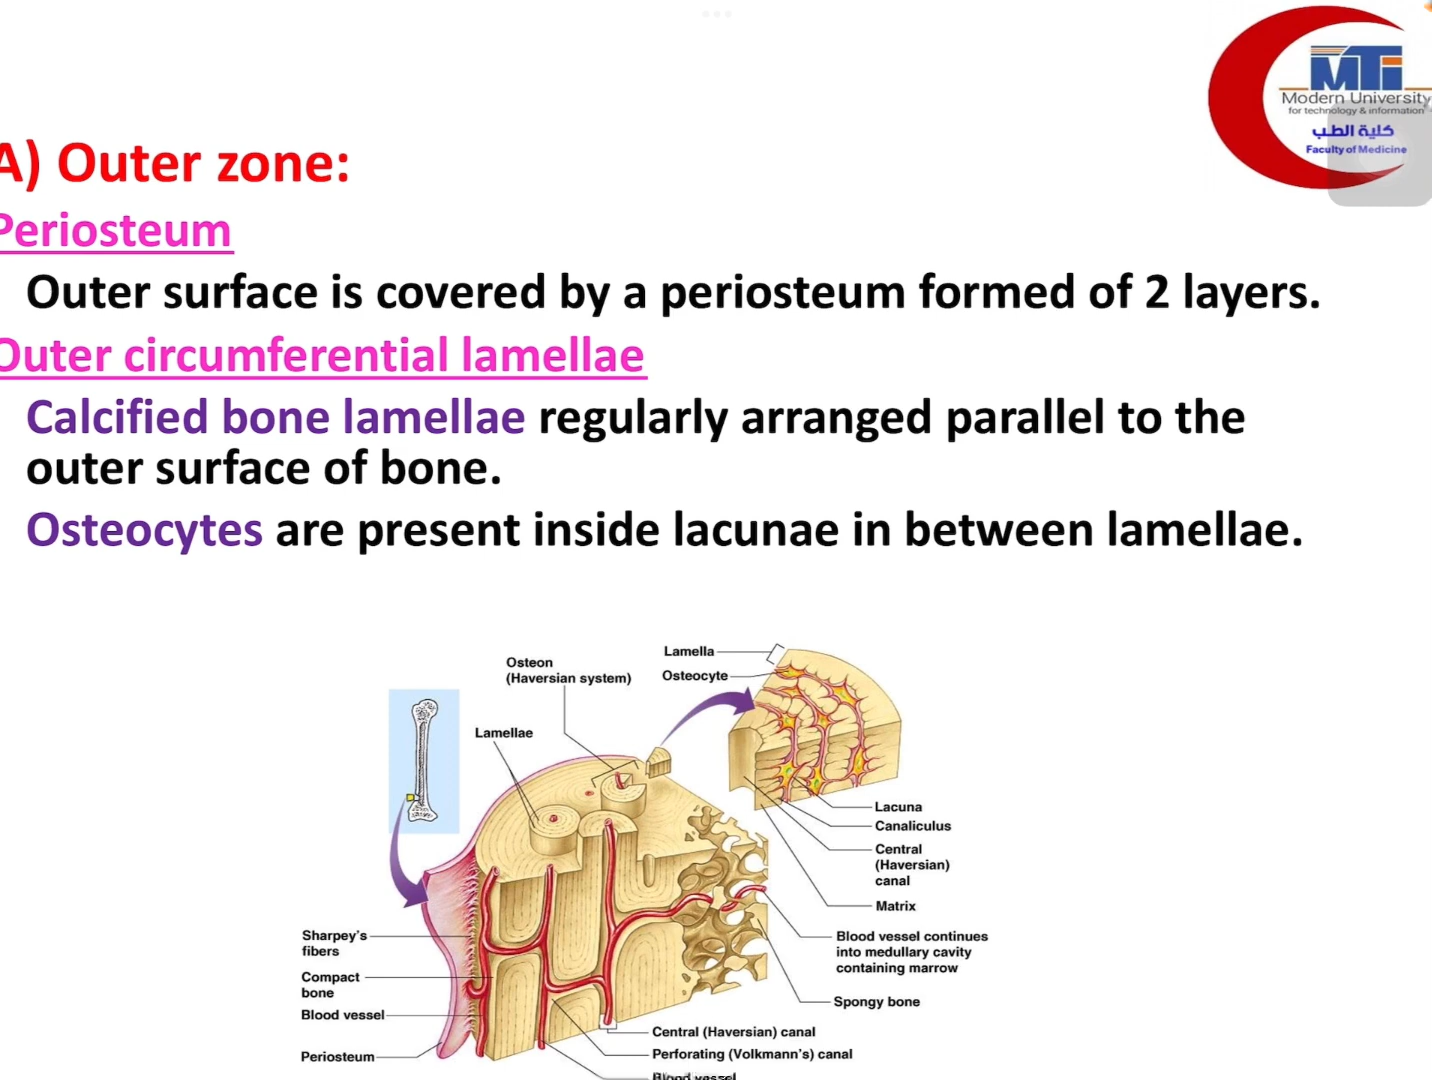 MTi
Modern University
for technology & information
كلية الطب
Faculty of Medicine
A) Outer zone:
Periosteum
Outer surface is covered by a periosteum formed of 2 layers.
Outer circumferential lamellae
Calcified bone lamellae regularly arranged parallel to the
outer surface of bone.
Osteocytes are present inside lacunae in between lamellae.
Lamella
Osteon
(Haversian system)
Osteocyte
Lamellae
Lacuna
Canaliculus
Central
(Haversian)
canal
Matrix
Sharpey's
fibers
Blood vessel continues
into medullary cavity
containing marrow
Compact
bone
Spongy bone
Blood vessel
Central (Haversian) canal
Periosteum
Perforating (Volkmann's) canal
Blood vessel